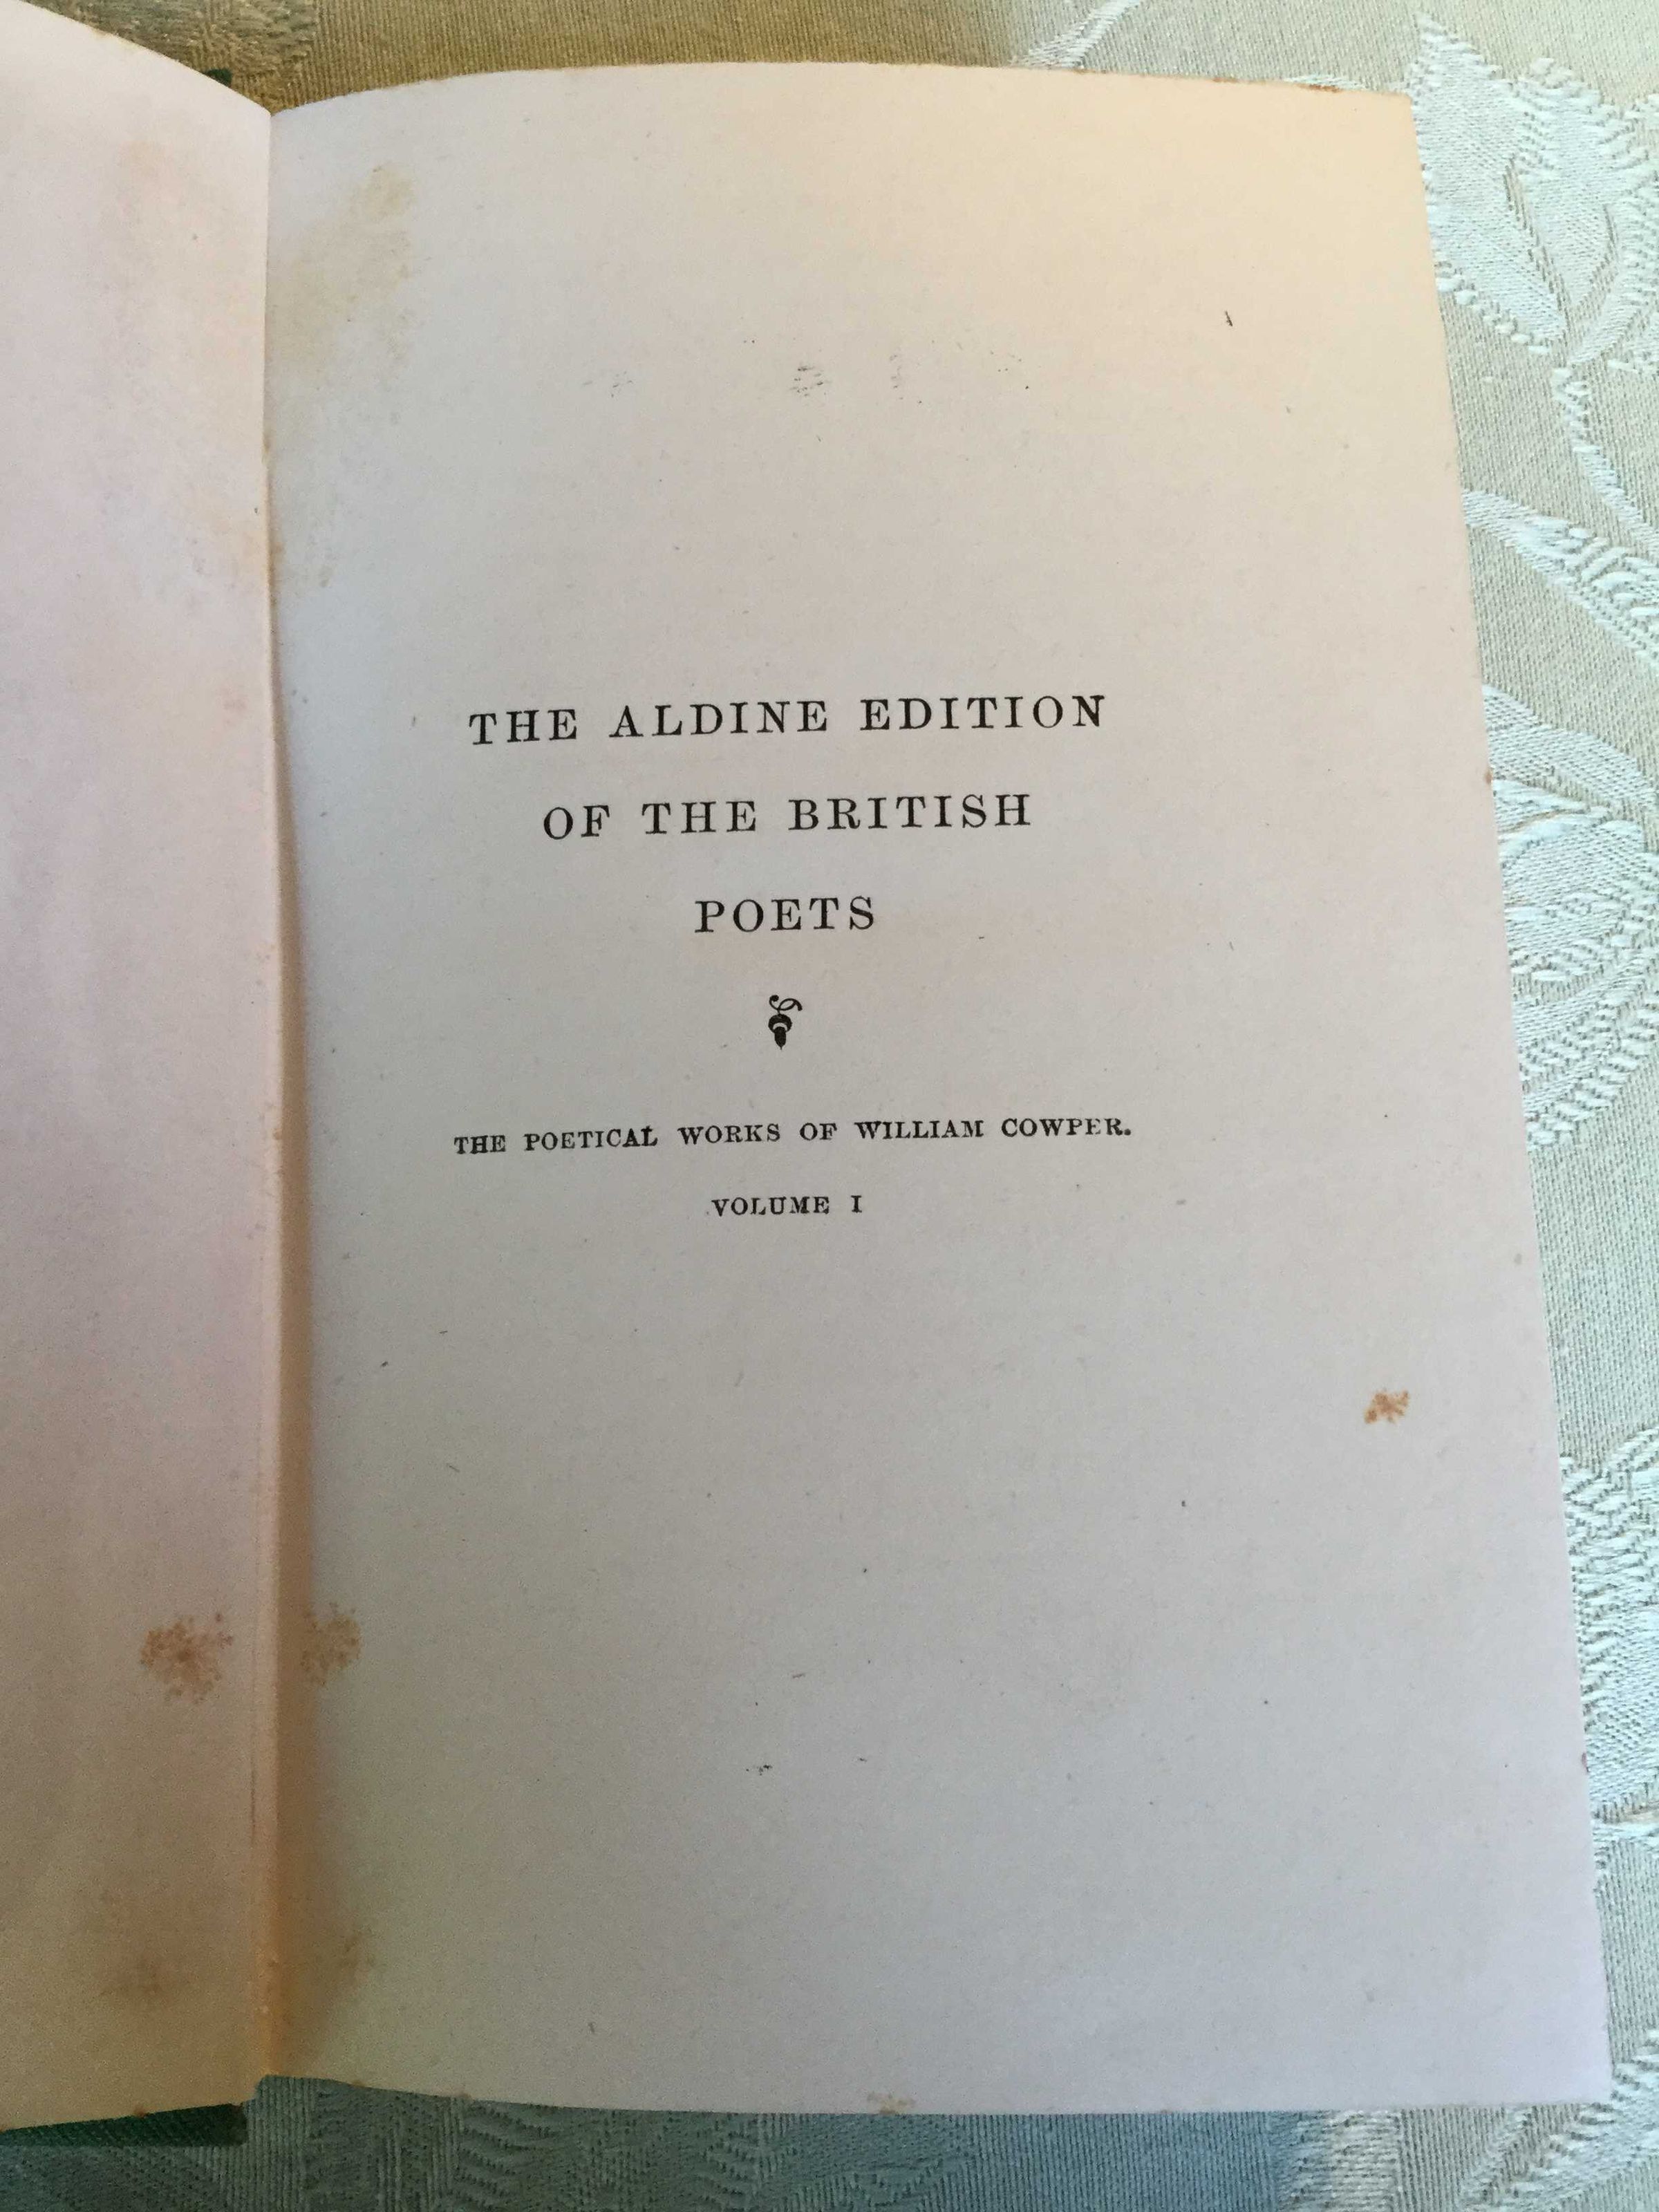 THE ALDINE EDITION
OF THE BRITISH
POETS
THE POETICAL WORKS OF WILLIAM COWPER.
VOLUME I